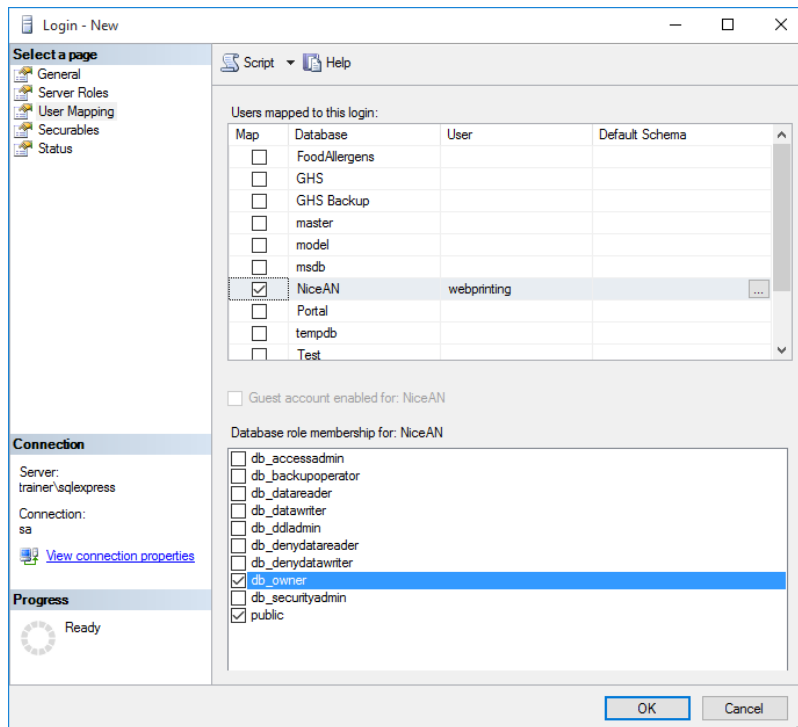 Login - New
Select a page
General
Server Roles
User Mapping
Securables
Status
Script Help
Users mapped to this login:
Map Database User Default Schema
FoodAllergens
GHS
GHS Backup
master
model
msdb
NiceAN webprinting ...
Portal
tempdb
Test
Guest account enabled for: NiceAN
Database role membership for: NiceAN
db_accessadmin
db_backupoperator
db_datareader
db_datawriter
db_ddladmin
db_denydatareader
db_denydatawriter
db_owner
db_securityadmin
public
Connection
Server:
trainer\sqlexpress
Connection:
sa
View connection properties
Progress
Ready
OK Cancel